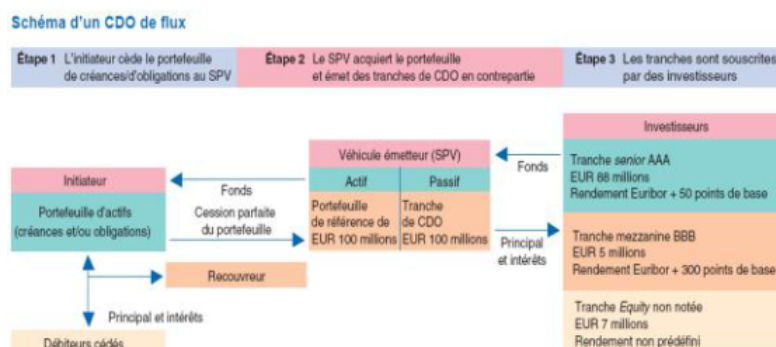 Schéma d'un CDO de flux
Étape 1 L'initiateur cède le portefeuille
de créances/d'obligations au SPV
Étape 2 Le SPV acquiert le portefeuille
et émet des tranches de CDO en contrepartie
Étape 3 Les tranches sont souscrites
par des investisseurs
Initiateur
Portefeuille d'actifs
(créances et/ou obligations)
Fonds
Cession parfaite
du portefeuille
Recouvreur
Principal et intérêts
Débiteurs cédés
Véhicule émetteur (SPV)
Actif
Passif
Portefeuille
de référence de
EUR 100 millions
Tranche
de CDO
EUR 100 millions
Fonds
Principal
et intérêts
Investisseurs
Tranche senior AAA
EUR 88 millions
Rendement Euribor + 50 points de base
Tranche mezzanine BBB
EUR 5 millions
Rendement Euribor + 300 points de base
Tranche Equity non notée
EUR 7 millions
Rendement non prédéfini